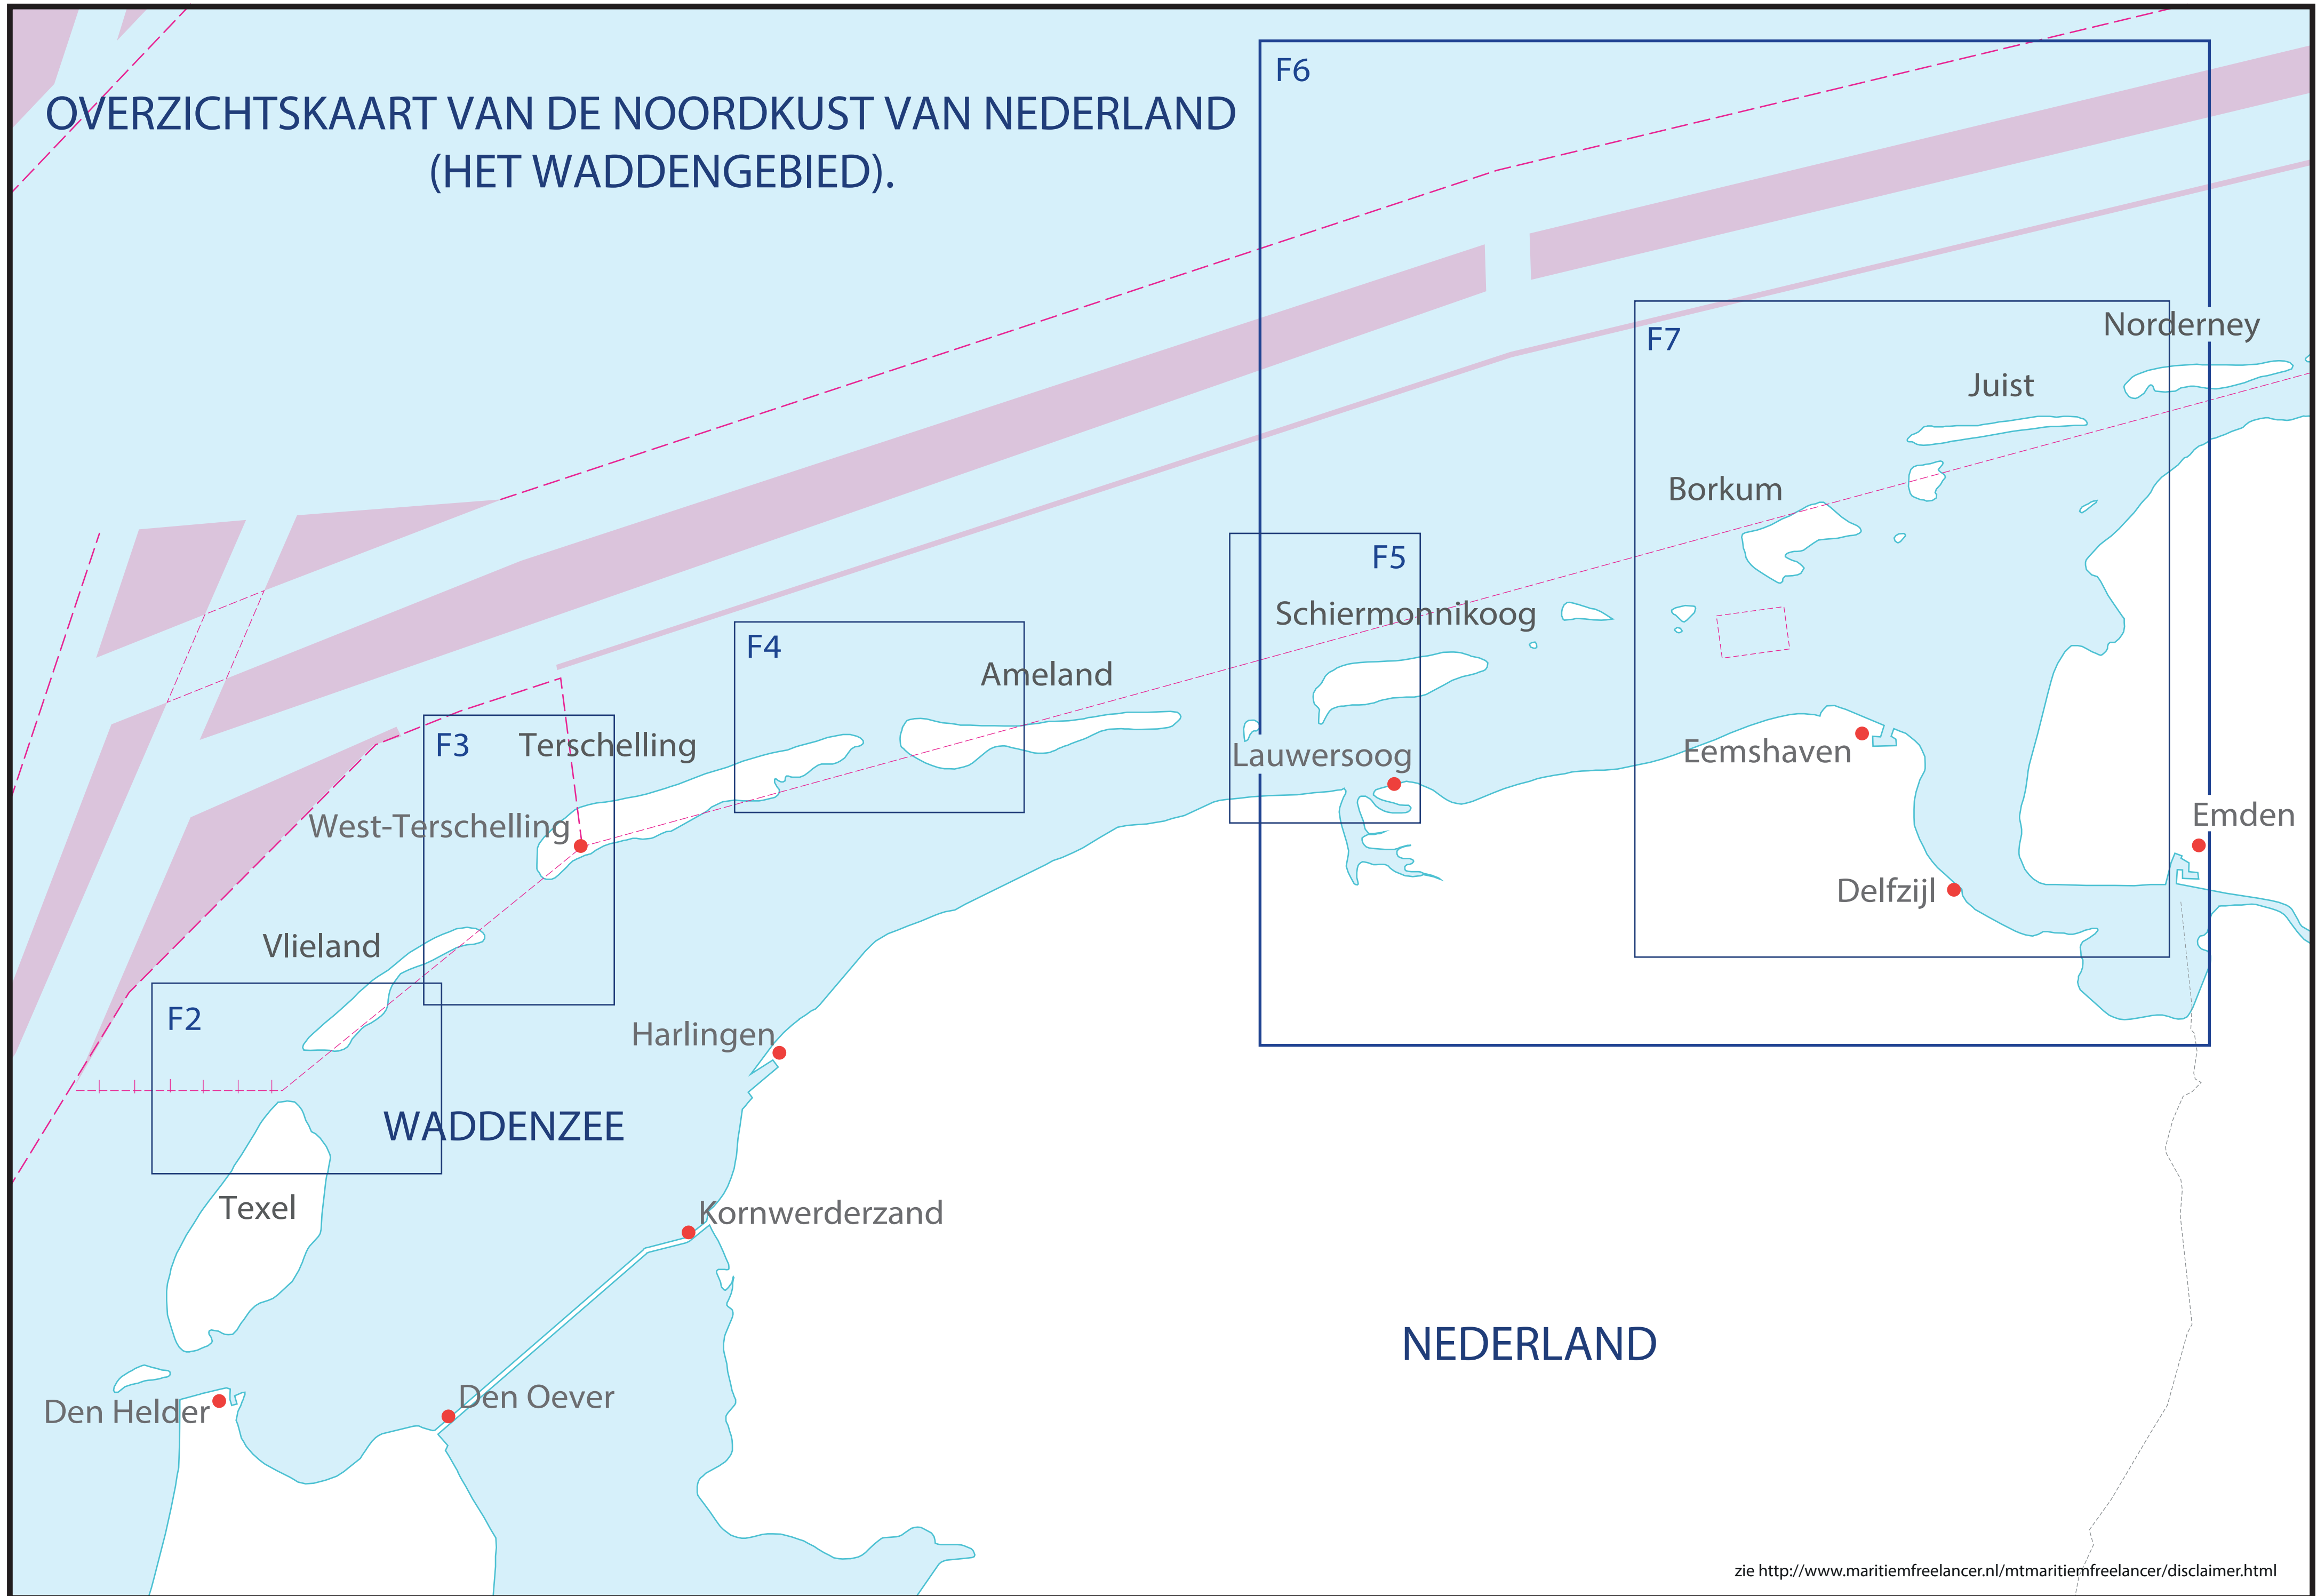 OVERZICHTSKAART VAN DE NOORDKUST VAN NEDERLAND
(HET WADDENGEBIED).
F6
F7
Norderney
Juist
Borkum
F5
Schiermonnikoog
F4
Ameland
F3
Terschelling
Lauwersoog
Eemshaven
West-Terschelling
Emden
Delfzijl
Vlieland
F2
Harlingen
WADDENZEE
Texel
Kornwerderzand
NEDERLAND
Den Oever
Den Helder
zie http://www.maritiemfreelancer.nl/mtmaritiemfreelancer/disclaimer.html